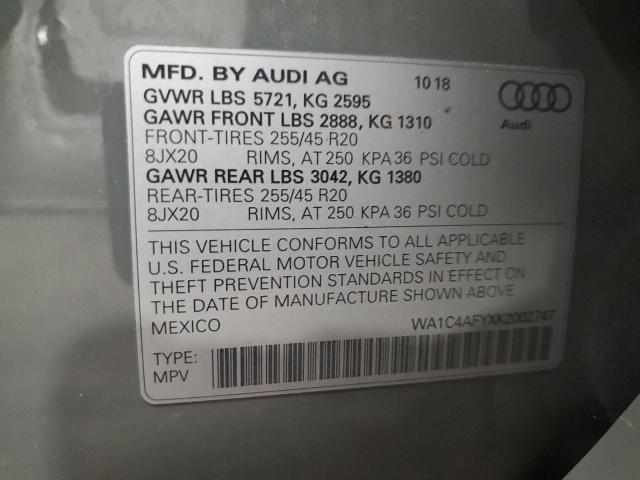 MFD. BY AUDI AG 10 18
GVWR LBS 5721, KG 2595
GAWR FRONT LBS 2888, KG 1310
FRONT-TIRES 255/45 R20
8JX20 RIMS, AT 250 KPA 36 PSI COLD
GAWR REAR LBS 3042, KG 1380
REAR-TIRES 255/45 R20
8JX20 RIMS, AT 250 KPA 36 PSI COLD
Audi
THIS VEHICLE CONFORMS TO ALL APPLICABLE
U.S. FEDERAL MOTOR VEHICLE SAFETY AND
THEFT PREVENTION STANDARDS IN EFFECT ON
THE DATE OF MANUFACTURE SHOWN ABOVE.
MEXICO WA1C4AFYXK2002747
TYPE:
MPV